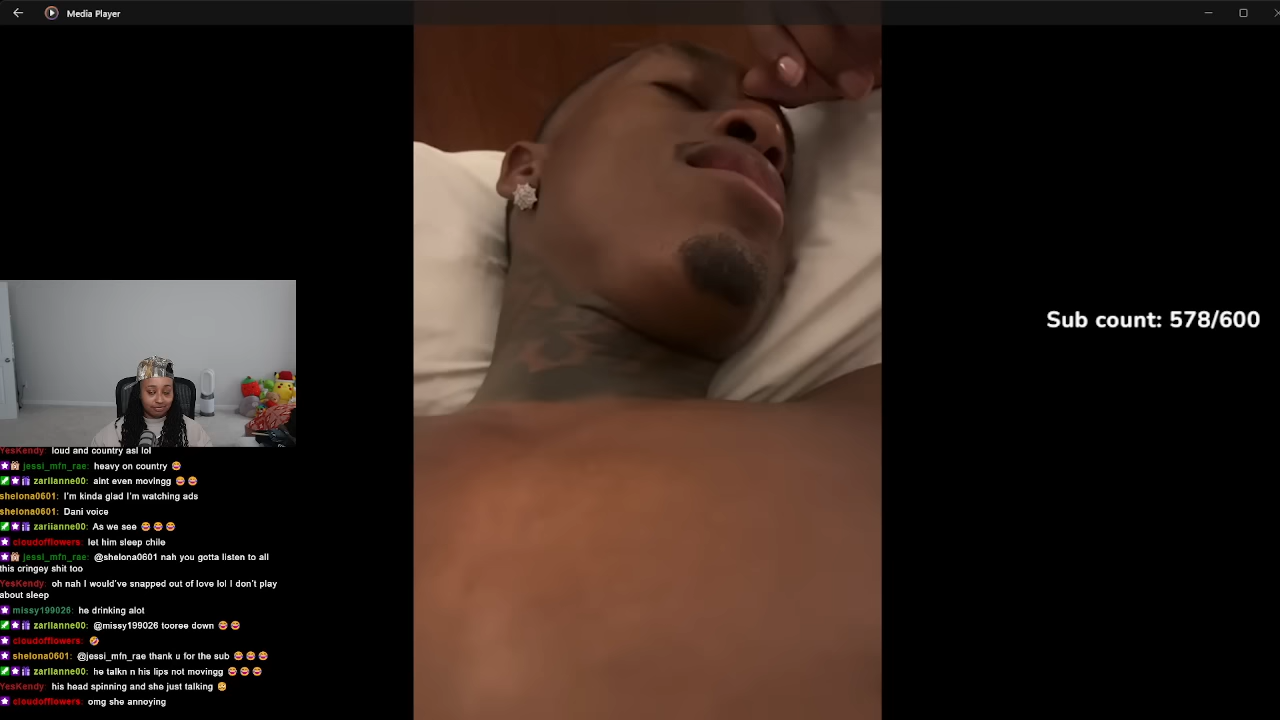 Media Player
Sub count: 578/600
YesKendy: loud and country asl lol
jessi_mfn_rae: heavy on country
zariianne00: aint even movingg
shelona0601: I'm kinda glad I'm watching ads
shelona0601: Dani voice
zariianne00: As we see
cloudofflowers: let him sleep chile
jessi_mfn_rae: @shelona0601 nah you gotta listen to all
this cringey shit too
YesKendy: oh nah I would've snapped out of love lol I don't play
about sleep
missy199026: he drinking alot
zariianne00: @missy199026 tooree down
cloudofflowers:
shelona0601: @jessi_mfn_rae thank u for the sub
zariianne00: he talkn n his lips not movingg
YesKendy: his head spinning and she just talking
cloudofflowers: omg she annoying